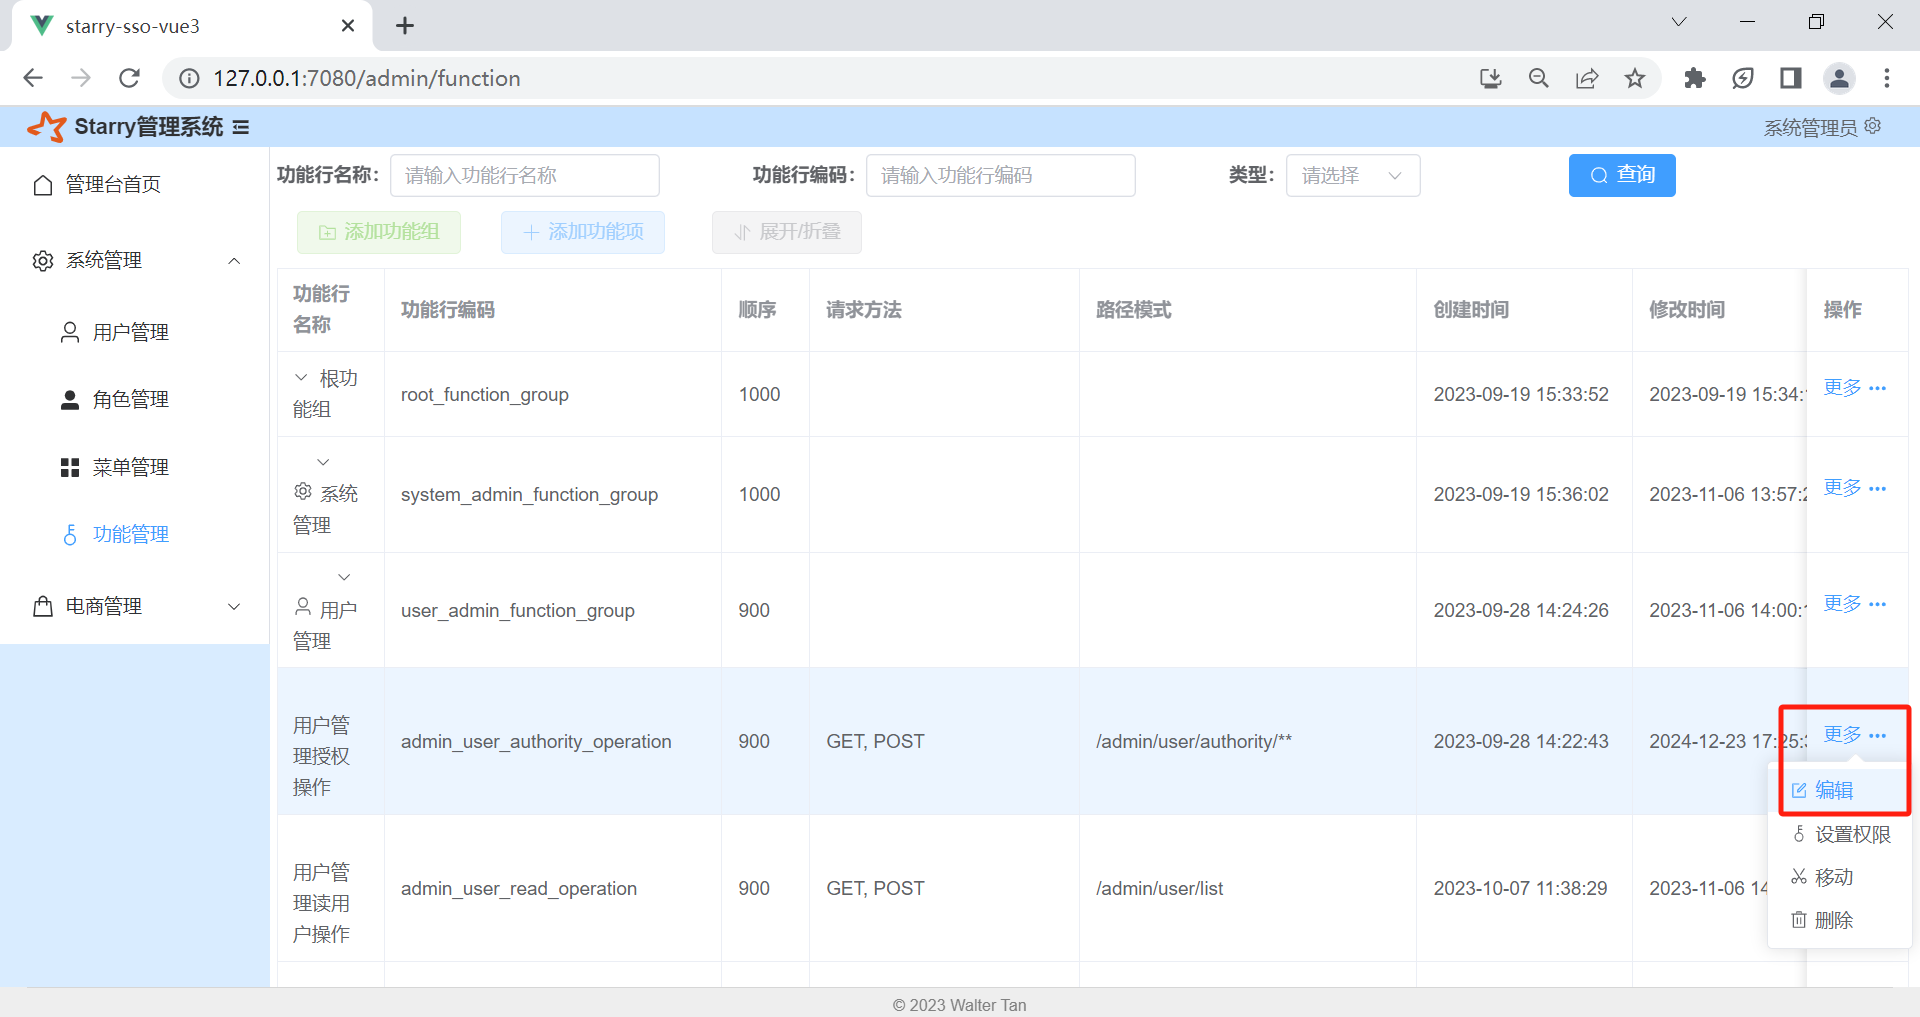 starry-sso-vue3
127.0.0.1:7080/admin/function
Starry管理系统
系统管理员
管理台首页
系统管理
用户管理
角色管理
菜单管理
功能管理
电商管理
功能行名称:
请输入功能行名称
功能行编码:
请输入功能行编码
类型:
请选择
查询
添加功能组
添加功能项
展开/折叠
功能行
名称
功能行编码
顺序
请求方法
路径模式
创建时间
修改时间
操作
根功
能组
root_function_group
1000
2023-09-19 15:33:52
2023-09-19 15:34:
更多
系统
管理
system_admin_function_group
1000
2023-09-19 15:36:02
2023-11-06 13:57:2
更多
用户
管理
user_admin_function_group
900
2023-09-28 14:24:26
2023-11-06 14:00:
更多
用户管
理授权
操作
admin_user_authority_operation
900
GET, POST
/admin/user/authority/**
2023-09-28 14:22:43
2024-12-23 17:25:
更多
编辑
设置权限
移动
删除
用户管
理读用
户操作
admin_user_read_operation
900
GET, POST
/admin/user/list
2023-10-07 11:38:29
2023-11-06 14
© 2023 Walter Tan